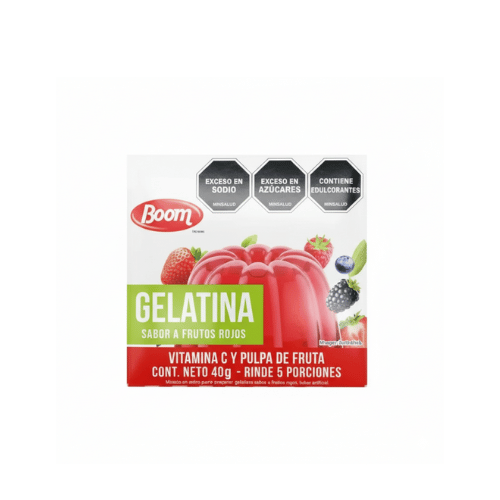 EXCESO EN
SODIO
MINSALUD
EXCESO EN
AZÚCARES
MINSALUD
CONTIENE
EDULCORANTES
MINSALUD
Boom
GELATINA
SABOR A FRUTOS ROJOS
VITAMINA C Y PULPA DE FRUTA
CONT. NETO 40g - RINDE 5 PORCIONES